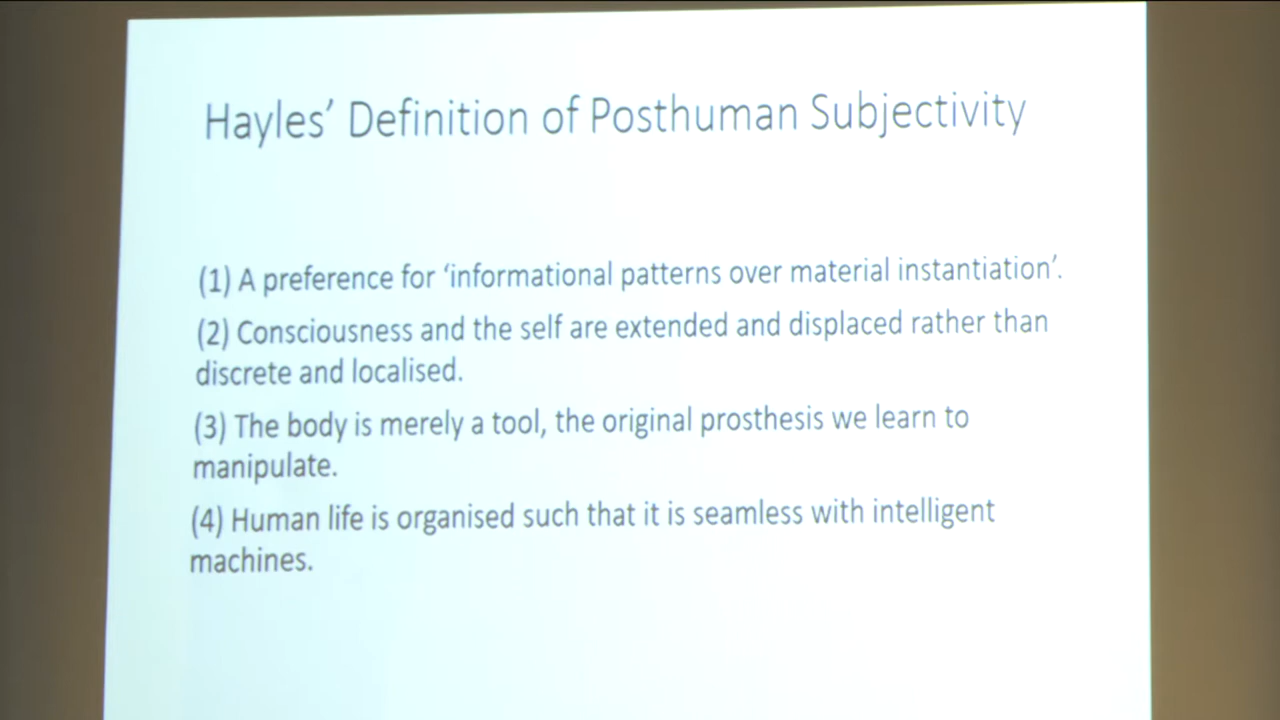 Hayles’ Definition of Posthuman Subjectivity
(1) A preference for ‘informational patterns over material instantiation’.
(2) Consciousness and the self are extended and displaced rather than
discrete and localised.
(3) The body is merely a tool, the original prosthesis we learn to
manipulate.
(4) Human life is organised such that it is seamless with intelligent
machines.